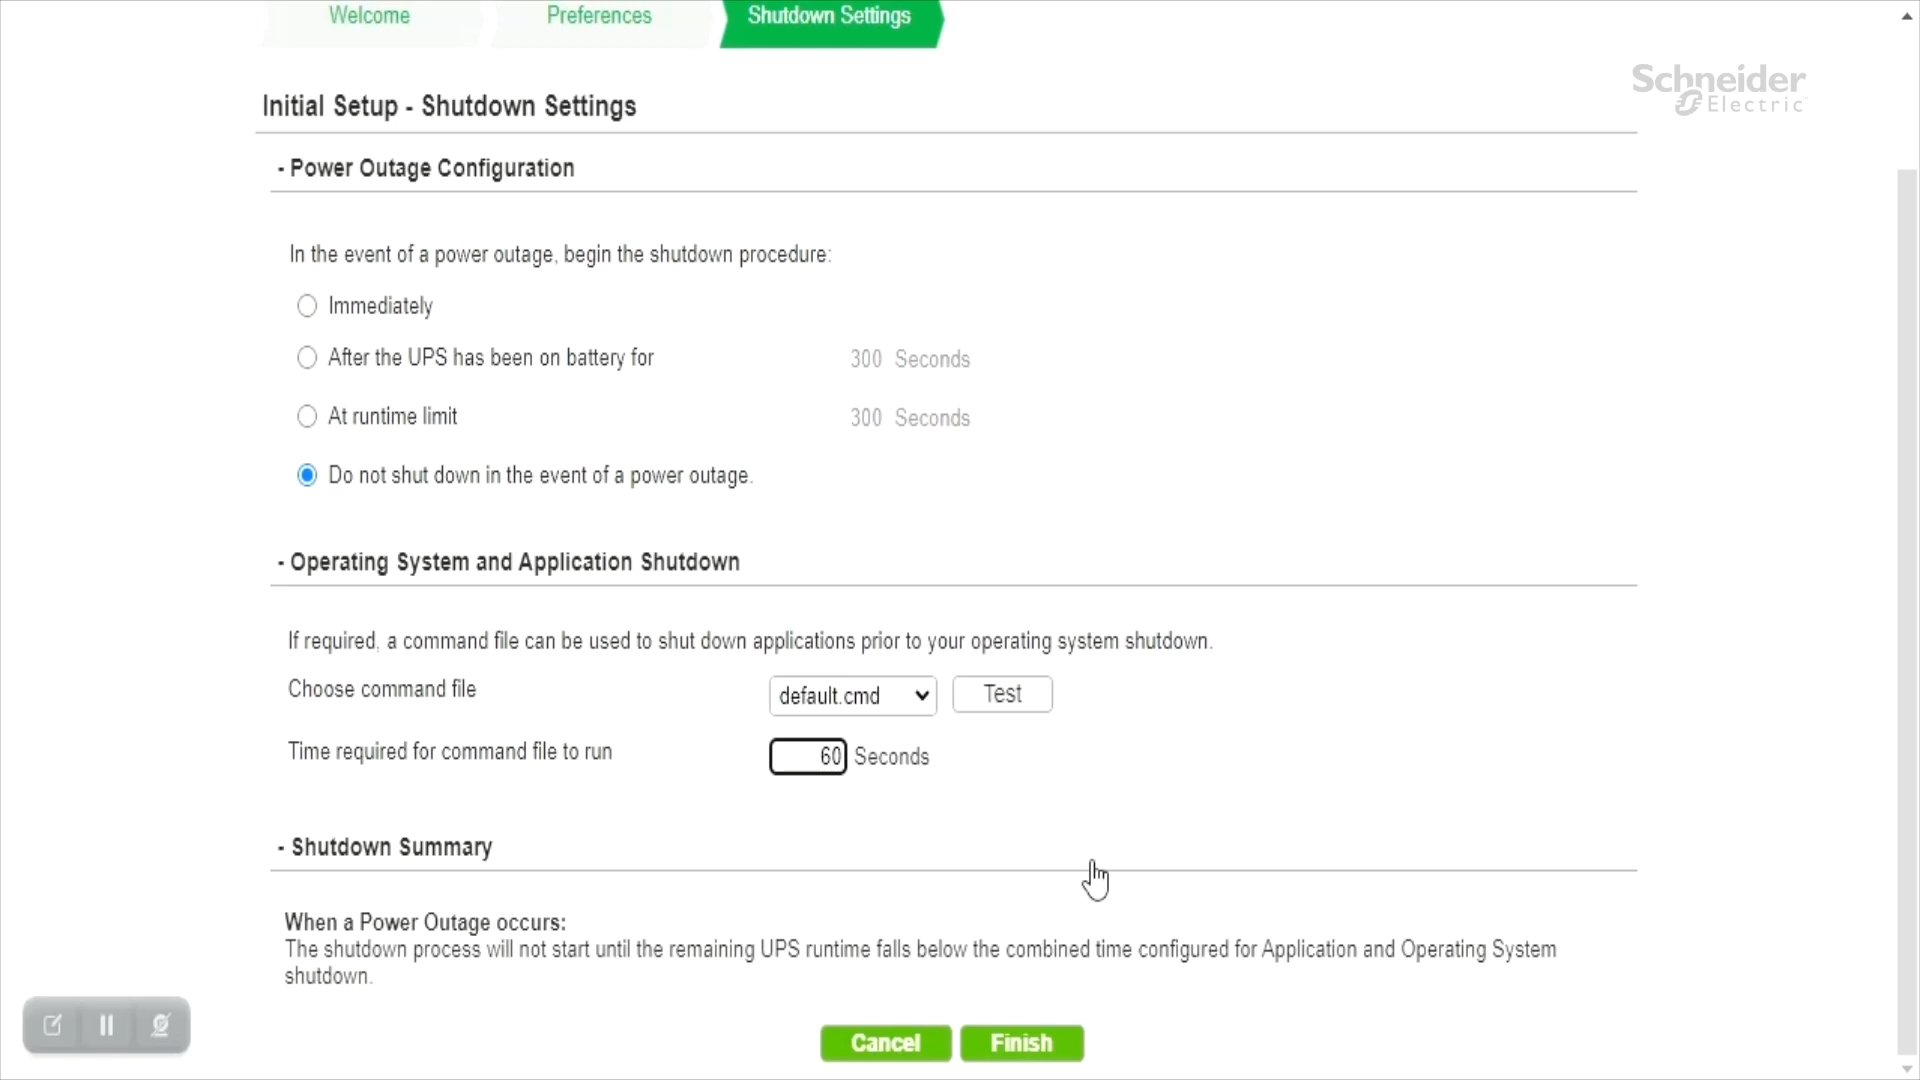 Welcome
Preferences
Shutdown Settings
Schneider
Electric
Initial Setup - Shutdown Settings
- Power Outage Configuration
In the event of a power outage, begin the shutdown procedure:
Immediately
After the UPS has been on battery for 300 Seconds
At runtime limit 300 Seconds
Do not shut down in the event of a power outage.
- Operating System and Application Shutdown
If required, a command file can be used to shut down applications prior to your operating system shutdown.
Choose command file default.cmd Test
Time required for command file to run 60 Seconds
- Shutdown Summary
When a Power Outage occurs:
The shutdown process will not start until the remaining UPS runtime falls below the combined time configured for Application and Operating System
shutdown.
Cancel Finish